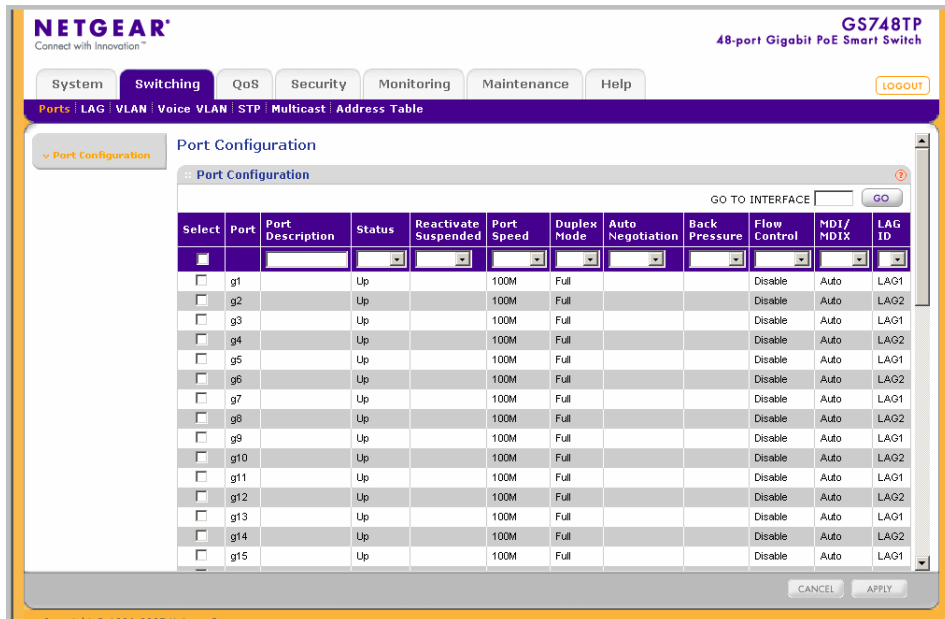 NETGEAR®
Connect with Innovation™
GS748TP
48-port Gigabit PoE Smart Switch
System Switching QoS Security Monitoring Maintenance Help LOGOUT
Ports LAG VLAN Voice VLAN STP Multicast Address Table
Port Configuration
Port Configuration
Port Configuration ?
GO TO INTERFACE GO
Select Port Port Description Status Reactivate Suspended Port Speed Duplex Mode Auto Negotiation Back Pressure Flow Control MDI/ MDIX LAG ID
g1 Up 100M Full Disable Auto LAG1
g2 Up 100M Full Disable Auto LAG2
g3 Up 100M Full Disable Auto LAG1
g4 Up 100M Full Disable Auto LAG2
g5 Up 100M Full Disable Auto LAG1
g6 Up 100M Full Disable Auto LAG2
g7 Up 100M Full Disable Auto LAG1
g8 Up 100M Full Disable Auto LAG2
g9 Up 100M Full Disable Auto LAG1
g10 Up 100M Full Disable Auto LAG2
g11 Up 100M Full Disable Auto LAG1
g12 Up 100M Full Disable Auto LAG2
g13 Up 100M Full Disable Auto LAG1
g14 Up 100M Full Disable Auto LAG2
g15 Up 100M Full Disable Auto LAG1
CANCEL APPLY